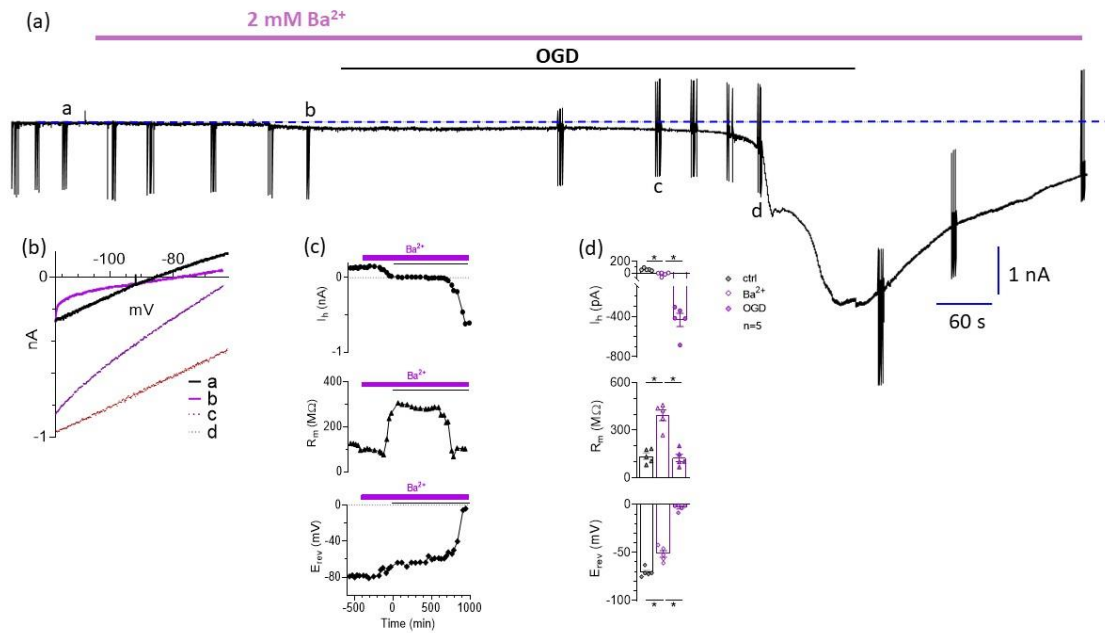 (a)
2 mM Ba²⁺
OGD
a
b
c
d
1 nA
60 s
(b)
-100 -80
0
mV
nA
-1
a
b
c
d
(c)
Ba²⁺
0
Iₕ (nA)
-1
Ba²⁺
400
200
0
Rₘ (MΩ)
Ba²⁺
0
-40
-80
Eᵣₑᵥ (mV)
-500 0 500 1000
Time (min)
(d)
* *
200
0
-400
-800
Iₕ (pA)
ctrl
Ba²⁺
OGD
n=5
* *
600
300
0
Rₘ (MΩ)
0
-50
-100
Eᵣₑᵥ (mV)
* *